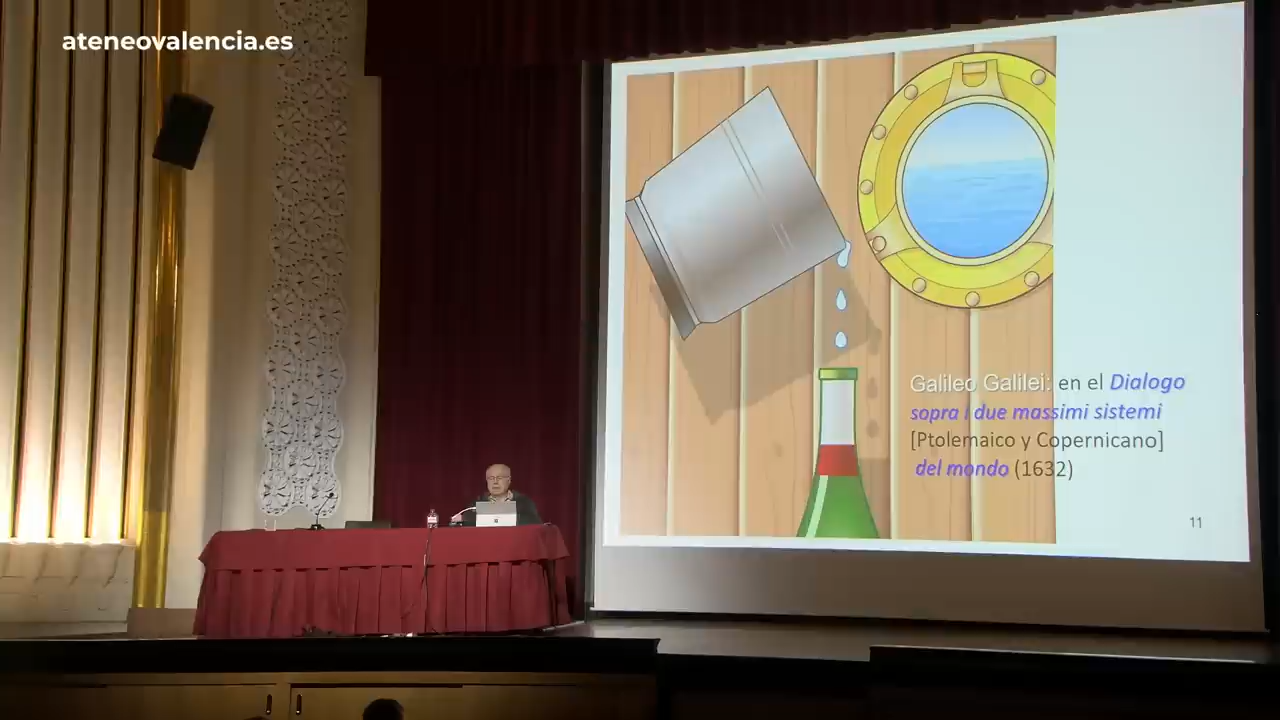 ateneovalencia.es
Galileo Galilei: en el Dialogo
sopra i due massimi sistemi
[Ptolemaico y Copernicano]
del mondo (1632)
11